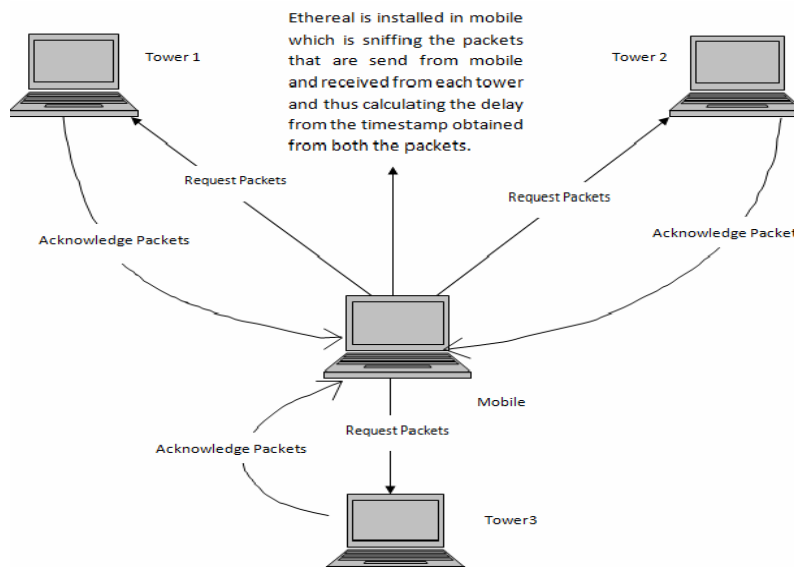 Ethereal is installed in mobile
which is sniffing the packets
that are send from mobile
and received from each tower
and thus calculating the delay
from the timestamp obtained
from both the packets.
Tower 1
Tower 2
Request Packets
Request Packets
Acknowledge Packets
Acknowledge Packet
Mobile
Request Packets
Acknowledge Packets
Tower3